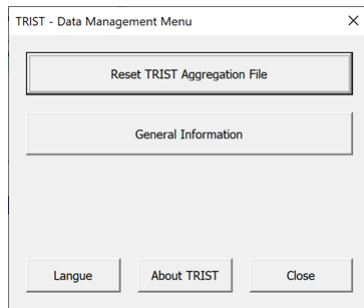 TRIST - Data Management Menu
Reset TRIST Aggregation File
General Information
Langue
About TRIST
Close